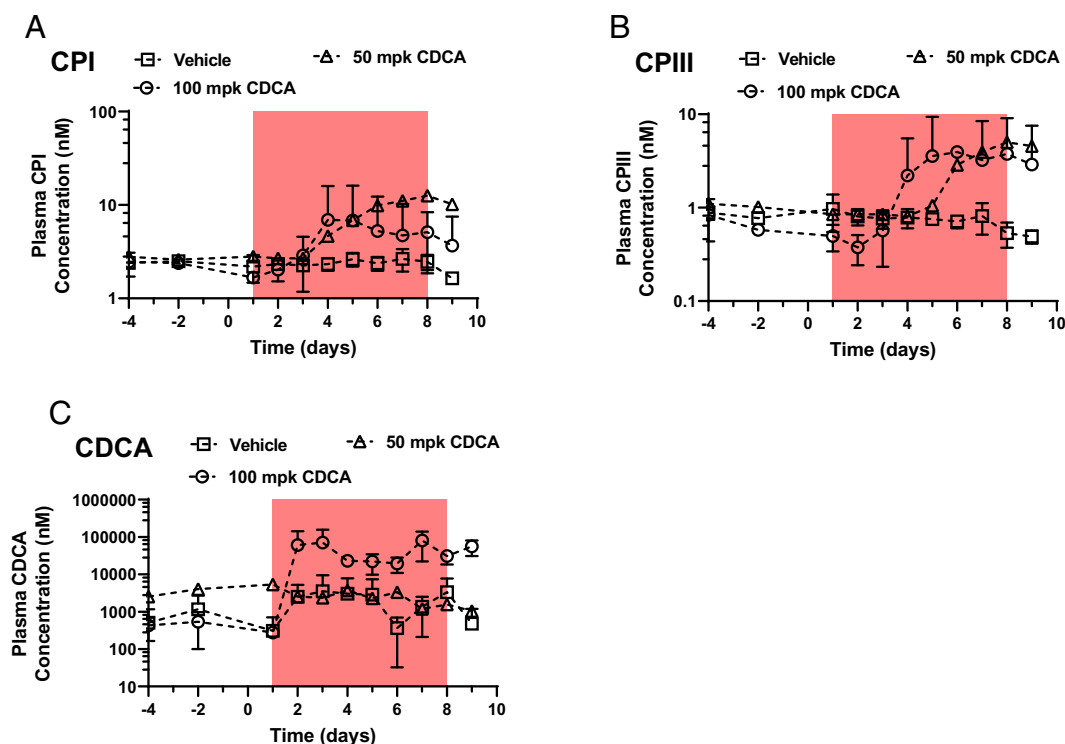 A
CPI
Vehicle
50 mpk CDCA
100 mpk CDCA
Plasma CPI
Concentration (nM)
100
10
1
-4 -2 0 2 4 6 8 10
Time (days)
B
CPIII
Vehicle
50 mpk CDCA
100 mpk CDCA
Plasma CPIII
Concentration (nM)
10
1
0.1
-4 -2 0 2 4 6 8 10
Time (days)
C
CDCA
Vehicle
50 mpk CDCA
100 mpk CDCA
Plasma CDCA
Concentration (nM)
1000000
100000
10000
1000
100
10
-4 -2 0 2 4 6 8 10
Time (days)